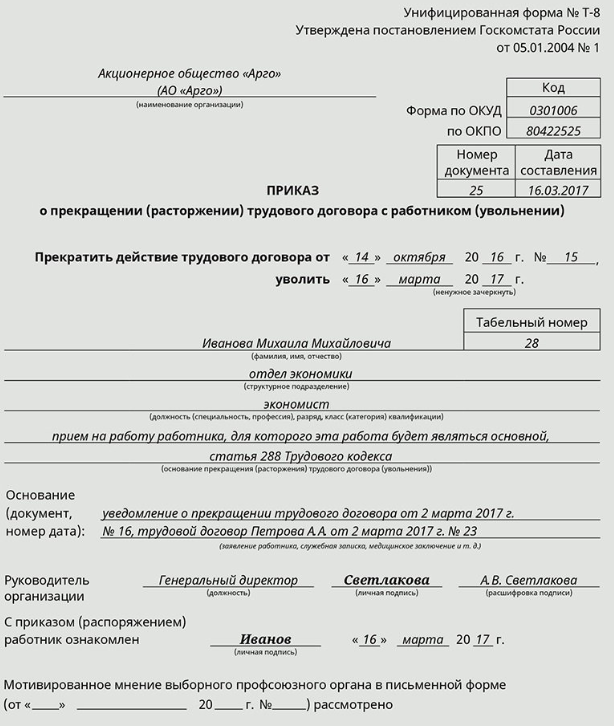 Унифицированная форма № Т-8
Утверждена постановлением Госкомстата России
от 05.01.2004 № 1
Акционерное общество «Арго»
(АО «Арго»)
(наименование организации)
Код
Форма по ОКУД 0301006
по ОКПО 80422525
Номер документа Дата составления
25 16.03.2017
ПРИКАЗ
о прекращении (расторжении) трудового договора с работником (увольнении)
Прекратить действие трудового договора от « 14 » октября 20 16 г. № 15 ,
уволить « 16 » марта 20 17 г.
(ненужное зачеркнуть)
Табельный номер
Иванова Михаила Михайловича 28
(фамилия, имя, отчество)
отдел экономики
(структурное подразделение)
экономист
(должность (специальность, профессия), разряд, класс (категория) квалификации)
прием на работу работника, для которого эта работа будет являться основной,
статья 288 Трудового кодекса
(основание прекращения (расторжения) трудового договора (увольнения))
Основание
(документ, уведомление о прекращении трудового договора от 2 марта 2017 г.
номер дата): № 16, трудовой договор Петрова А.А. от 2 марта 2017 г. № 23
(заявление работника, служебная записка, медицинское заключение и т. д.)
Руководитель Генеральный директор Светлакова А.В. Светлакова
организации (должность) (личная подпись) (расшифровка подписи)
С приказом (распоряжением)
работник ознакомлен Иванов « 16 » марта 20 17 г.
(личная подпись)
Мотивированное мнение выборного профсоюзного органа в письменной форме
(от «____» ____________ 20 ____ г. №_____) рассмотрено